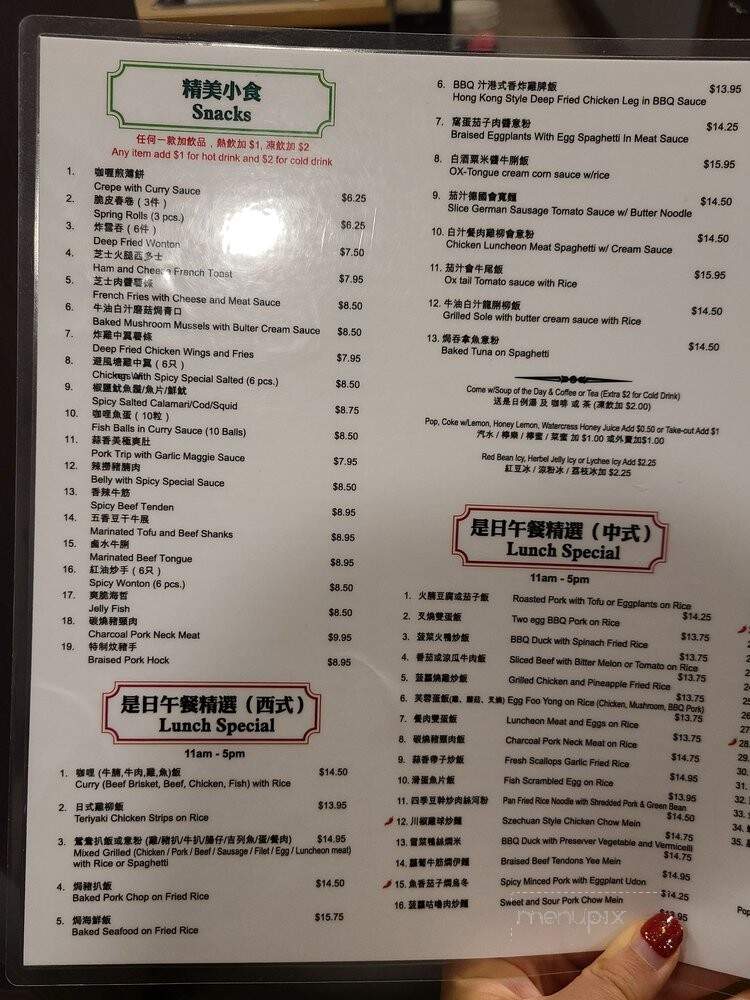 精美小食
Snacks
任何一款加飲品，熱飲加 $1, 凍飲加 $2
Any item add $1 for hot drink and $2 for cold drink
1. 咖喱煎薄餅
Crepe with Curry Sauce $6.25
2. 脆皮春卷 ( 3件 )
Spring Rolls (3 pcs.) $6.25
3. 炸雲吞 ( 6件 )
Deep Fried Wonton $7.50
4. 芝士火腿西多士
Ham and Cheese French Toast $7.95
5. 芝士肉醬薯條
French Fries with Cheese and Meat Sauce $8.50
6. 牛油白汁磨菇焗青口
Baked Mushroom Mussels with Bulter Cream Sauce $8.50
7. 炸雞中翼薯條
Deep Fried Chicken Wings and Fries $7.95
8. 避風塘雞中翼 ( 6只 )
Chicken With Spicy Special Salted (6 pcs.) $8.50
9. 椒鹽魷魚鬚/魚片/鮮魷
Spicy Salted Calamari/Cod/Squid $8.75
10. 咖喱魚蛋 ( 10粒 )
Fish Balls in Curry Sauce (10 Balls) $8.50
11. 蒜香美極爽肚
Pork Trip with Garlic Maggie Sauce $7.95
12. 辣撈豬腩肉
Belly with Spicy Special Sauce $8.50
13. 香辣牛筋
Spicy Beef Tenden $8.95
14. 五香豆干牛展
Marinated Tofu and Beef Shanks $8.95
15. 鹵水牛脷
Marinated Beef Tongue $8.95
16. 紅油炒手 ( 6只 )
Spicy Wonton (6 pcs.) $8.50
17. 爽脆海哲
Jelly Fish $8.50
18. 碳燒豬頸肉
Charcoal Pork Neck Meat $9.95
19. 特制炆豬手
Braised Pork Hock $8.95
是日午餐精選（西式）
Lunch Special
11am - 5pm
1. 咖喱 (牛腩,牛肉,雞,魚)飯 $14.50
Curry (Beef Brisket, Beef, Chicken, Fish) with Rice
2. 日式雞柳飯 $13.95
Teriyaki Chicken Strips on Rice
3. 鴛鴦扒飯或意粉 (雞/豬扒/牛扒/腸仔/吉列魚/蛋/餐肉) $14.95
Mixed Grilled (Chicken / Pork / Beef / Sausage / Filet / Egg / Luncheon meat)
with Rice or Spaghetti
4. 焗豬扒飯 $14.50
Baked Pork Chop on Fried Rice
5. 焗海鮮飯 $15.75
Baked Seafood on Fried Rice
6. BBQ 汁港式香炸雞髀飯 $13.95
Hong Kong Style Deep Fried Chicken Leg in BBQ Sauce
7. 窩蛋茄子肉醬意粉 $14.25
Braised Eggplants With Egg Spaghetti In Meat Sauce
8. 白酒粟米醬牛脷飯 $15.95
OX-Tongue cream corn sauce w/rice
9. 茄汁德國會寬麵 $14.50
Slice German Sausage Tomato Sauce w/ Butter Noodle
10. 白汁餐肉雞柳會意粉 $14.50
Chicken Luncheon Meat Spaghetti w/ Cream Sauce
11. 茄汁會牛尾飯 $15.95
Ox tail Tomato sauce with Rice
12. 牛油白汁龍脷柳飯 $14.50
Grilled Sole with butter cream sauce with Rice
13. 焗吞拿魚意粉 $14.50
Baked Tuna on Spaghetti
Come w/Soup of the Day & Coffee or Tea (Extra $2 for Cold Drink)
送是日例湯 及 咖啡 或 茶 (凍飲加 $2.00)
Pop, Coke w/Lemon, Honey Lemon, Watercress Honey Juice Add $0.50 or Take-out Add $1
汽水 / 檸樂 / 檸蜜 / 菜蜜 加 $1.00 或外賣加$1.00
Red Bean Icy, Herbel Jelly Icy or Lychee Icy Add $2.25
紅豆冰 / 涼粉冰 / 荔枝冰加 $2.25
是日午餐精選（中式）
Lunch Special
11am - 5pm
1. 火腩豆腐或茄子飯 Roasted Pork with Tofu or Eggplants on Rice $14.25
2. 叉燒雙蛋飯 Two egg BBQ Pork on Rice $13.75
3. 菠菜火鴨炒飯 BBQ Duck with Spinach Fried Rice $13.75
4. 番茄或涼瓜牛肉飯 Sliced Beef with Bitter Melon or Tomato on Rice $13.75
5. 菠蘿燒雞炒飯 Grilled Chicken and Pineapple Fried Rice $13.75
6. 芙蓉蛋飯(雞、蘑菇、叉燒) Egg Foo Yong on Rice (Chicken, Mushroom, BBQ Pork) $13.75
7. 餐肉雙蛋飯 Luncheon Meat and Eggs on Rice $13.75
8. 碳燒豬頸肉飯 Charcoal Pork Neck Meat on Rice $14.75
9. 蒜香帶子炒飯 Fresh Scallops Garlic Fried Rice $14.95
10. 滑蛋魚片飯 Fish Scrambled Egg on Rice $13.95
11. 四季豆幹炒肉絲河粉 Pan Fried Rice Noodle with Shredded Pork & Green Bean $14.50
12. 川椒雞球炒麵 Szechuan Style Chicken Chow Mein $14.75
13. 雪菜鴨絲燜米 BBQ Duck with Preserver Vegetable and Vermicelli $14.75
14. 蘿蔔牛筋燜伊麵 Braised Beef Tendons Yee Mein $14.95
15. 魚香茄子燜烏冬 Spicy Minced Pork with Eggplant Udon $14.25
16. 菠蘿咕嚕肉炒麵 Sweet and Sour Pork Chow Mein $13.95
28.
29.
30.
31.
32.
33.
34.
35.
Pop
menupix